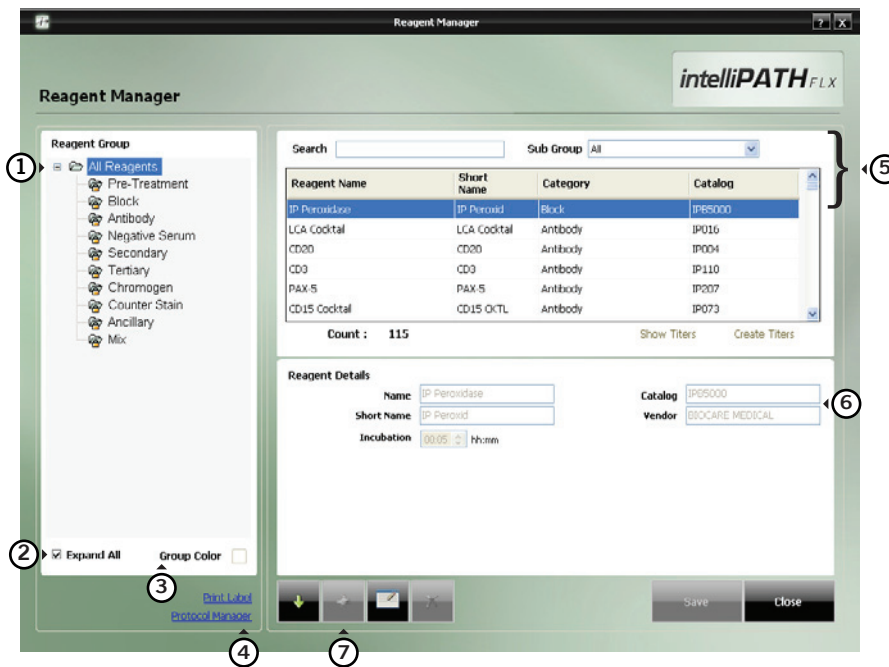 Reagent Manager
? X
intelliPATH FLX
Reagent Manager
Reagent Group
All Reagents
Pre-Treatment
Block
Antibody
Negative Serum
Secondary
Tertiary
Chromogen
Counter Stain
Ancillary
Mix
Expand All Group Color
Print Label
Protocol Manager
Search Sub Group All
Reagent Name Short Name Category Catalog
IP Peroxidase IP Peroxid Block IPB5000
LCA Cocktal LCA Cocktal Antibody IP016
CD20 CD20 Antibody IP004
CD3 CD3 Antibody IP110
PAX-5 PAX-5 Antibody IP207
CD15 Cocktal CD15 OCTL Antibody IP073
Count : 115 Show Titers Create Titers
Reagent Details
Name IP Peroxidase Catalog IPB5000
Short Name IP Peroxid Vendor BIOCARE MEDICAL
Incubation 00:05 hh:mm
Save Close
1
2
3
4
5
6
7